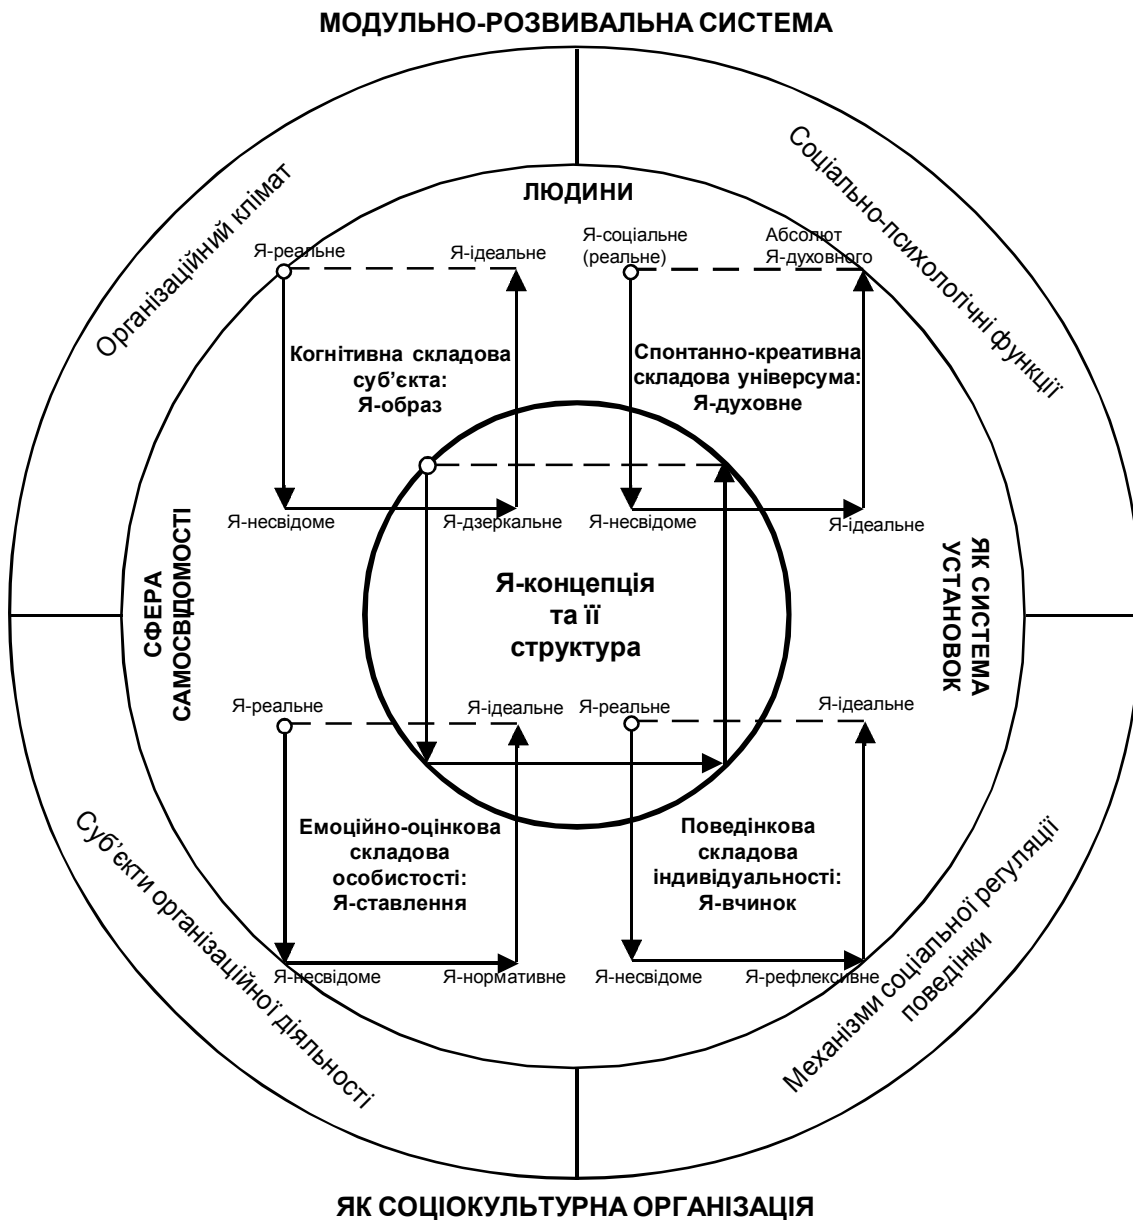 МОДУЛЬНО-РОЗВИВАЛЬНА СИСТЕМА
Організаційний клімат
Соціально-психологічні функції
ЛЮДИНИ
Я-реальне
Я-ідеальне
Я-соціальне
(реальне)
Абсолют
Я-духовного
Когнітивна складова
суб’єкта:
Я-образ
Спонтанно-креативна
складова універсума:
Я-духовне
Я-несвідоме
Я-дзеркальне
Я-несвідоме
Я-ідеальне
СФЕРА
САМОСВІДОМОСТІ
Я-концепція
та її
структура
ЯК СИСТЕМА
УСТАНОВОК
Я-реальне
Я-ідеальне
Я-реальне
Я-ідеальне
Емоційно-оцінкова
складова
особистості:
Я-ставлення
Поведінкова
складова
індивідуальності:
Я-вчинок
Я-несвідоме
Я-нормативне
Я-несвідоме
Я-рефлексивне
Суб’єкти організаційної діяльності
Механізми соціальної регуляції
поведінки
ЯК СОЦІОКУЛЬТУРНА ОРГАНІЗАЦІЯ